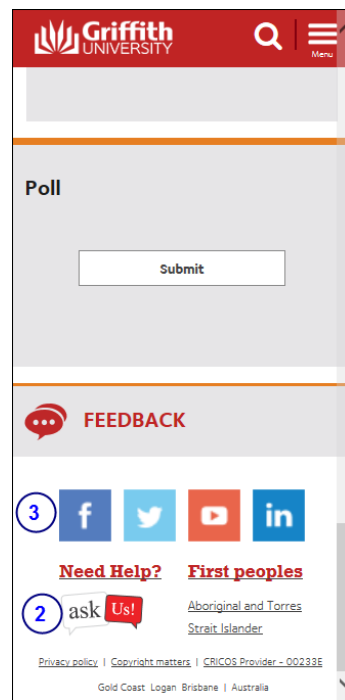 Griffith
UNIVERSITY
Menu
Poll
Submit
FEEDBACK
3
f
in
Need Help?
First peoples
2
ask Us!
Aboriginal and Torres
Strait Islander
Privacy policy | Copyright matters | CRICOS Provider - 00233E
Gold Coast Logan Brisbane | Australia